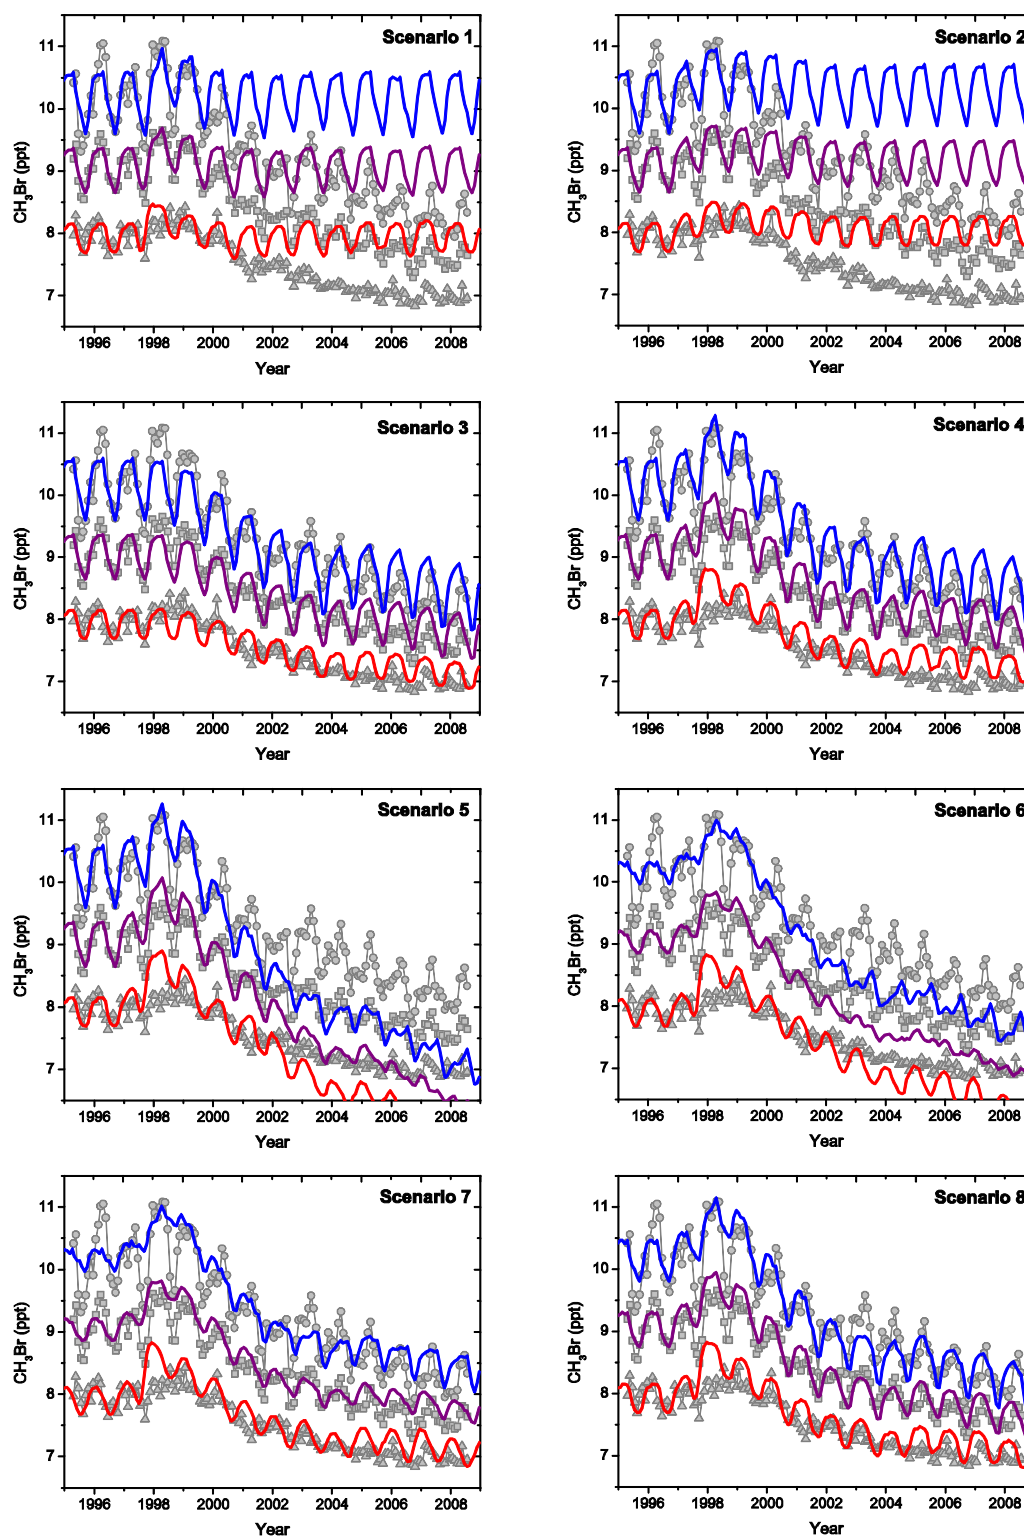 Scenario 1
11
10
9
8
7
CH3Br (ppt)
1996 1998 2000 2002 2004 2006 2008
Year
Scenario 2
11
10
9
8
7
CH3Br (ppt)
1996 1998 2000 2002 2004 2006 2008
Year
Scenario 3
11
10
9
8
7
CH3Br (ppt)
1996 1998 2000 2002 2004 2006 2008
Year
Scenario 4
11
10
9
8
7
CH3Br (ppt)
1996 1998 2000 2002 2004 2006 2008
Year
Scenario 5
11
10
9
8
7
CH3Br (ppt)
1996 1998 2000 2002 2004 2006 2008
Year
Scenario 6
11
10
9
8
7
CH3Br (ppt)
1996 1998 2000 2002 2004 2006 2008
Year
Scenario 7
11
10
9
8
7
CH3Br (ppt)
1996 1998 2000 2002 2004 2006 2008
Year
Scenario 8
11
10
9
8
7
CH3Br (ppt)
1996 1998 2000 2002 2004 2006 2008
Year